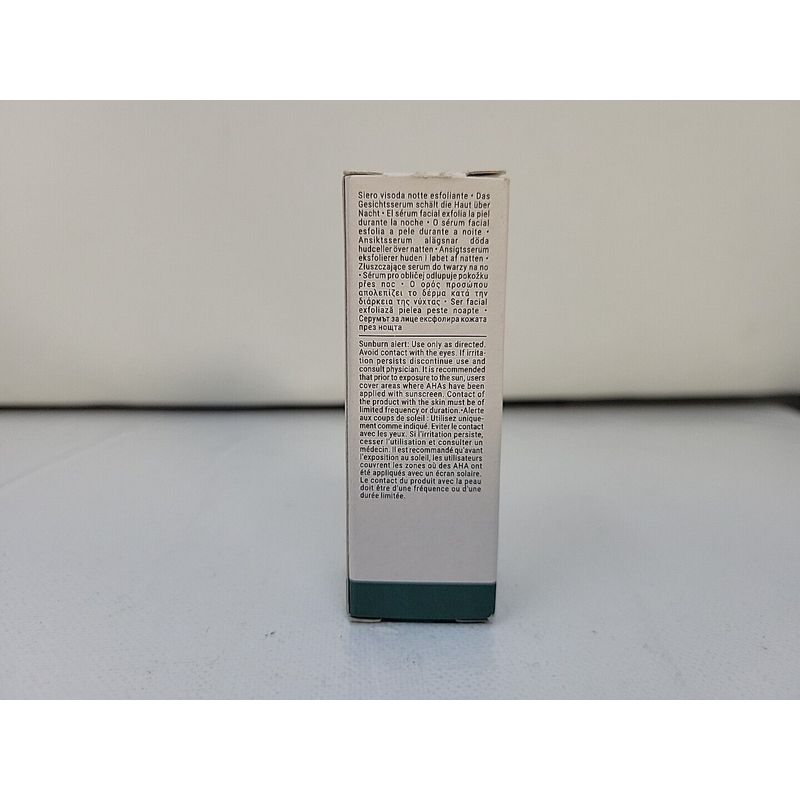 Siero visoda notte esfoliante • Das
Gesichtsserum schält die Haut über
Nacht • El sérum facial exfolia la piel
durante la noche • O sérum facial
esfolia a pele durante a noite •
Ansiktsserum alägsnar döda
hudceller över natten • Ansigtsserum
eksfolierer huden i løbet af natten •
Złuszczające serum do twarzy na no
• Sérum pro obličej odlupuje pokožku
přes noc • Ο ορός προσώπου
απολεπίζει το δέρμα κατά την
διάρκεια της νύχτας • Ser facial
exfoliază pielea peste noapte •
Серумът за лице ексфолира кожата
през нощта
Sunburn alert: Use only as directed.
Avoid contact with the eyes. If irrita-
tion persists discontinue use and
consult physician. It is recommended
that prior to exposure to the sun, users
cover areas where AHAs have been
applied with sunscreen. Contact of
the product with the skin must be of
limited frequency or duration. •Alerte
aux coups de soleil : Utilisez unique-
ment comme indiqué. Eviter le contact
avec les yeux. Si l'irritation persiste,
cesser l'utilisation et consulter un
médecin. Il est recommandé qu'avant
l'exposition au soleil, les utilisateurs
couvrent les zones où des AHA ont
été appliqués avec un écran solaire.
Le contact du produit avec la peau
doit être d'une fréquence ou d'une
durée limitée.